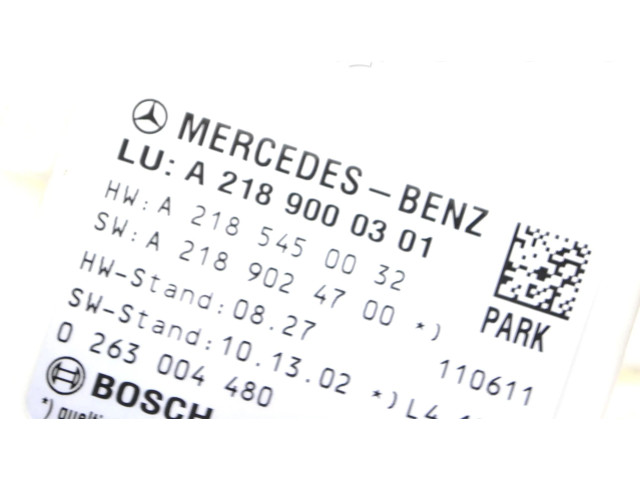 MERCEDES-BENZ
LU: A 218 900 03 01
HW: A 218 545 00 32
SW: A 218 902 47 00 *)
HW-Stand: 08.27
PARK
SW-Stand: 10.13.02 *)
110611
0 263 004 480
L4
BOSCH
*)